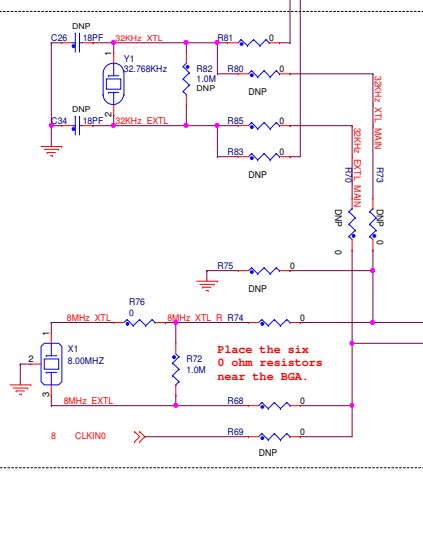 DNP
C26 18PF 32KHz_XTL
R81 0
1
Y1
32.768KHz
R82
1.0M
DNP
R80 0
DNP
32KHz_XTL_MAIN
DNP
2
C34 18PF 32KHz_EXTL
R85 0
32KHz_EXTL_MAIN
R83 0
DNP
R70
R73
DNP
DNP
0
0
R75 0
DNP
R76
0
8MHz_XTL
8MHz_XTL_R R74 0
1
X1
8.00MHZ
2
3
R72
1.0M
Place the six
0 ohm resistors
near the BGA.
8MHz_EXTL
R68 0
8 CLKIN0
R69 0
DNP